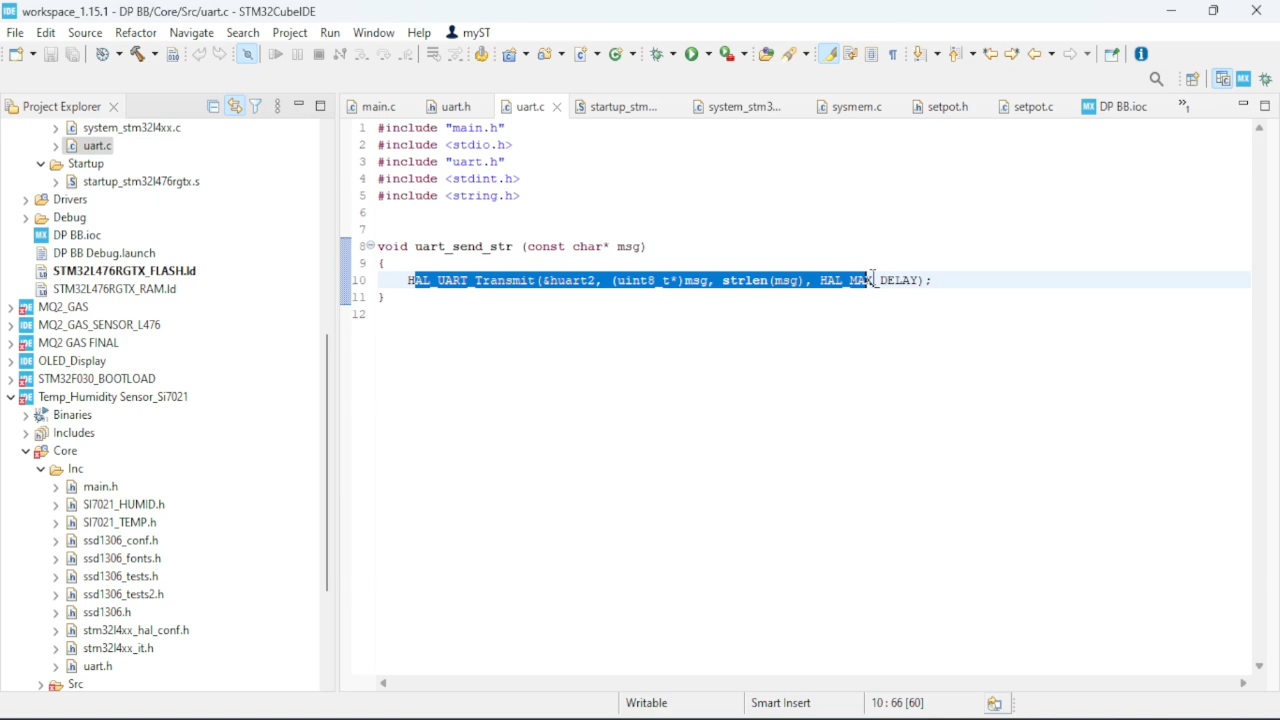 IDE workspace_1.15.1 - DP BB/Core/Src/uart.c - STM32CubeIDE
File Edit Source Refactor Navigate Search Project Run Window Help myST
Project Explorer
main.c uart.h uart.c startup_stm... system_stm3... sysmem.c setpot.h setpot.c MX DP BB.ioc »1
system_stm32l4xx.c
uart.c
Startup
startup_stm32l476rgtx.s
Drivers
Debug
MX DP BB.ioc
DP BB Debug.launch
STM32L476RGTX_FLASH.ld
STM32L476RGTX_RAM.ld
MQ2_GAS
IDE MQ2_GAS_SENSOR_L476
MQ2 GAS FINAL
IDE OLED_Display
STM32F030_BOOTLOAD
Temp_Humidity Sensor_Si7021
Binaries
Includes
Core
Inc
main.h
SI7021_HUMID.h
SI7021_TEMP.h
ssd1306_conf.h
ssd1306_fonts.h
ssd1306_tests.h
ssd1306_tests2.h
ssd1306.h
stm32l4xx_hal_conf.h
stm32l4xx_it.h
uart.h
Src
1 #include "main.h"
2 #include <stdio.h>
3 #include "uart.h"
4 #include <stdint.h>
5 #include <string.h>
6
7
8 void uart_send_str (const char* msg)
9 {
10 HAL_UART_Transmit(&huart2, (uint8_t*)msg, strlen(msg), HAL_MAX_DELAY);
11 }
12
Writable Smart Insert 10 : 66 [60]